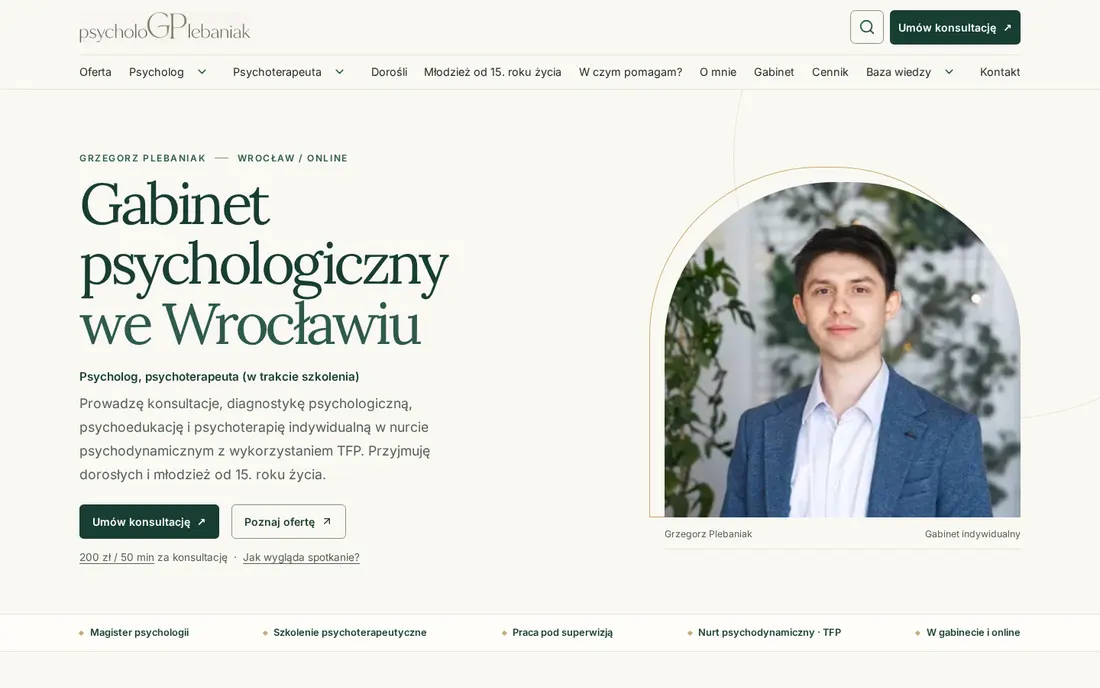 psycholoGPlebaniak
Umów konsultację ↗
Oferta Psycholog Psychoterapeuta Dorośli Młodzież od 15. roku życia W czym pomagam? O mnie Gabinet Cennik Baza wiedzy Kontakt
GRZEGORZ PLEBANIAK — WROCŁAW / ONLINE
Gabinet
psychologiczny
we Wrocławiu
Psycholog, psychoterapeuta (w trakcie szkolenia)
Prowadzę konsultacje, diagnostykę psychologiczną,
psychoedukację i psychoterapię indywidualną w nurcie
psychodynamicznym z wykorzystaniem TFP. Przyjmuję
dorosłych i młodzież od 15. roku życia.
Umów konsultację ↗ Poznaj ofertę ↗
200 zł / 50 min za konsultację · Jak wygląda spotkanie?
Grzegorz Plebaniak Gabinet indywidualny
Magister psychologii Szkolenie psychoterapeutyczne Praca pod superwizją Nurt psychodynamiczny · TFP W gabinecie i online